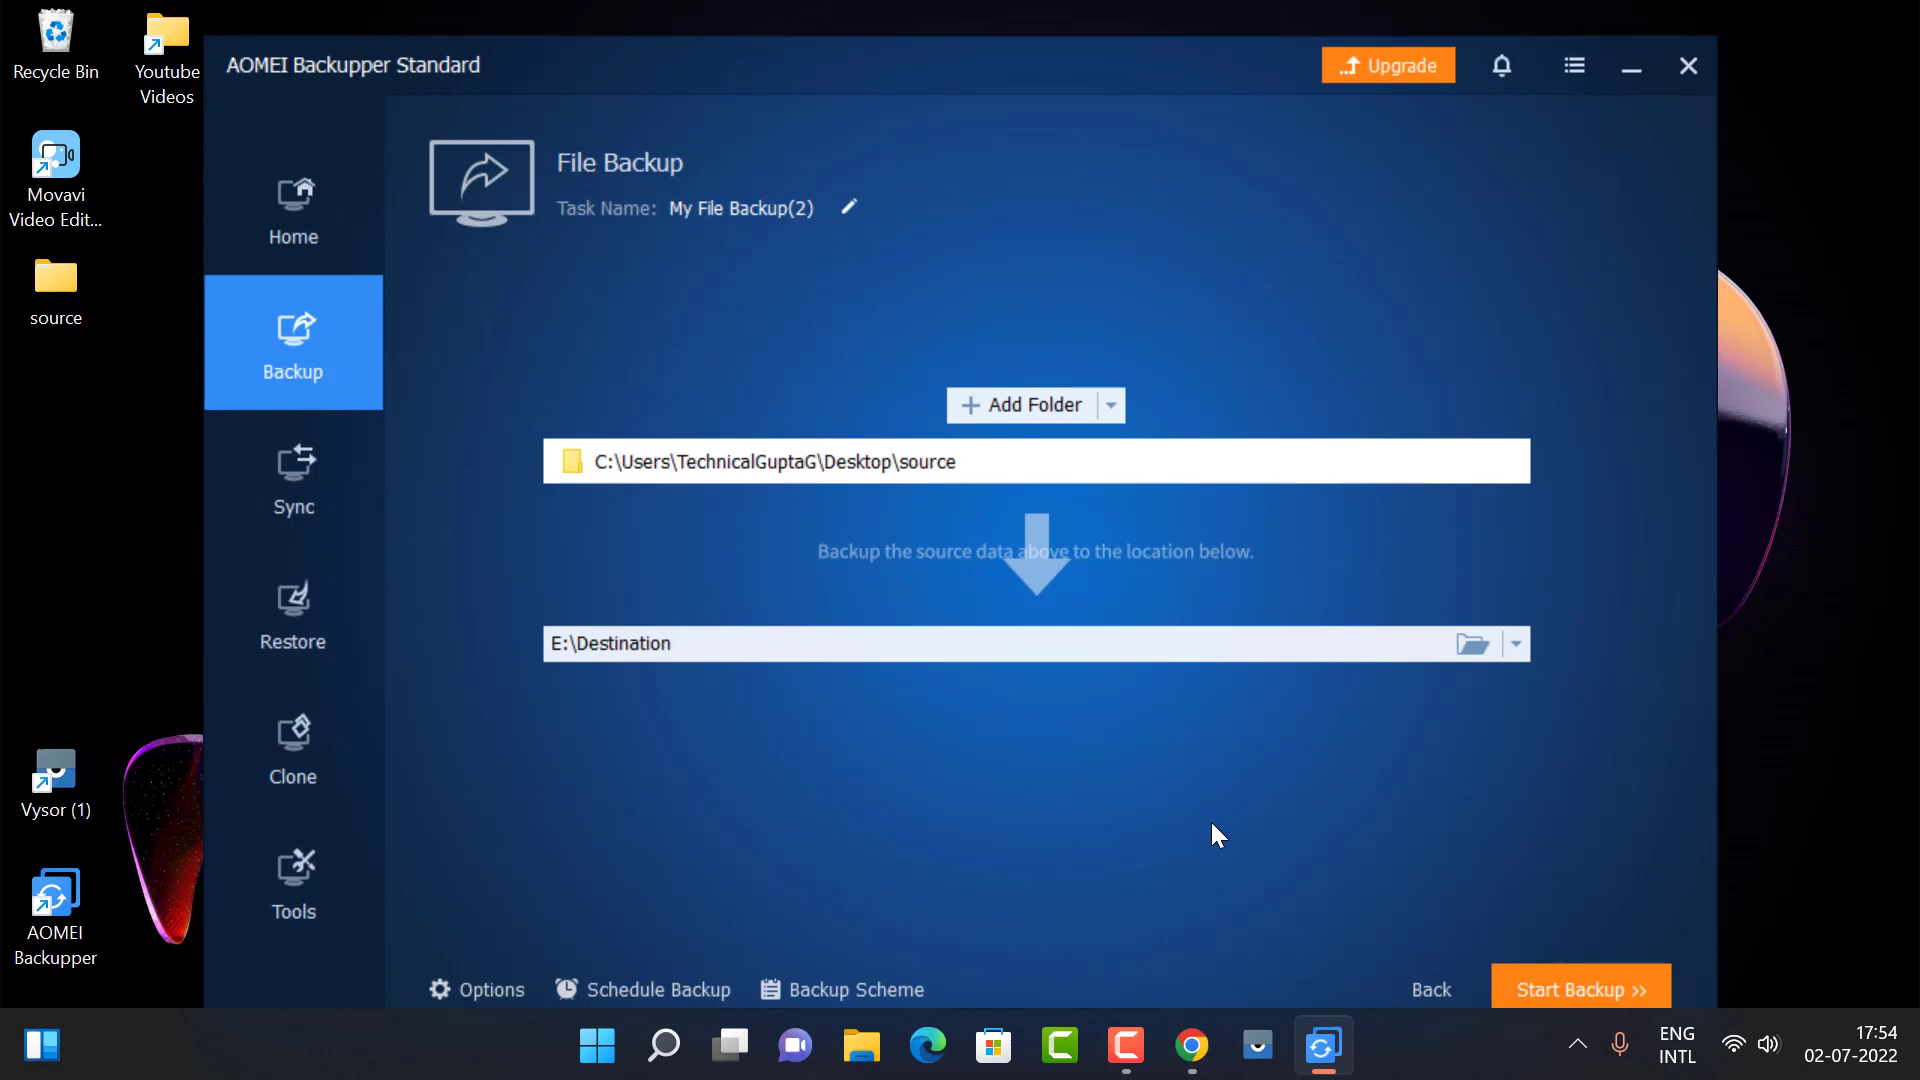 Recycle Bin
Youtube
Videos
Movavi
Video Edit...
source
Vysor (1)
AOMEI
Backupper
AOMEI Backupper Standard
Upgrade
Home
Backup
Sync
Restore
Clone
Tools
File Backup
Task Name: My File Backup(2)
Add Folder
C:\Users\TechnicalGuptaG\Desktop\source
Backup the source data above to the location below.
E:\Destination
Options
Schedule Backup
Backup Scheme
Back
Start Backup >>
ENG
INTL
17:54
02-07-2022